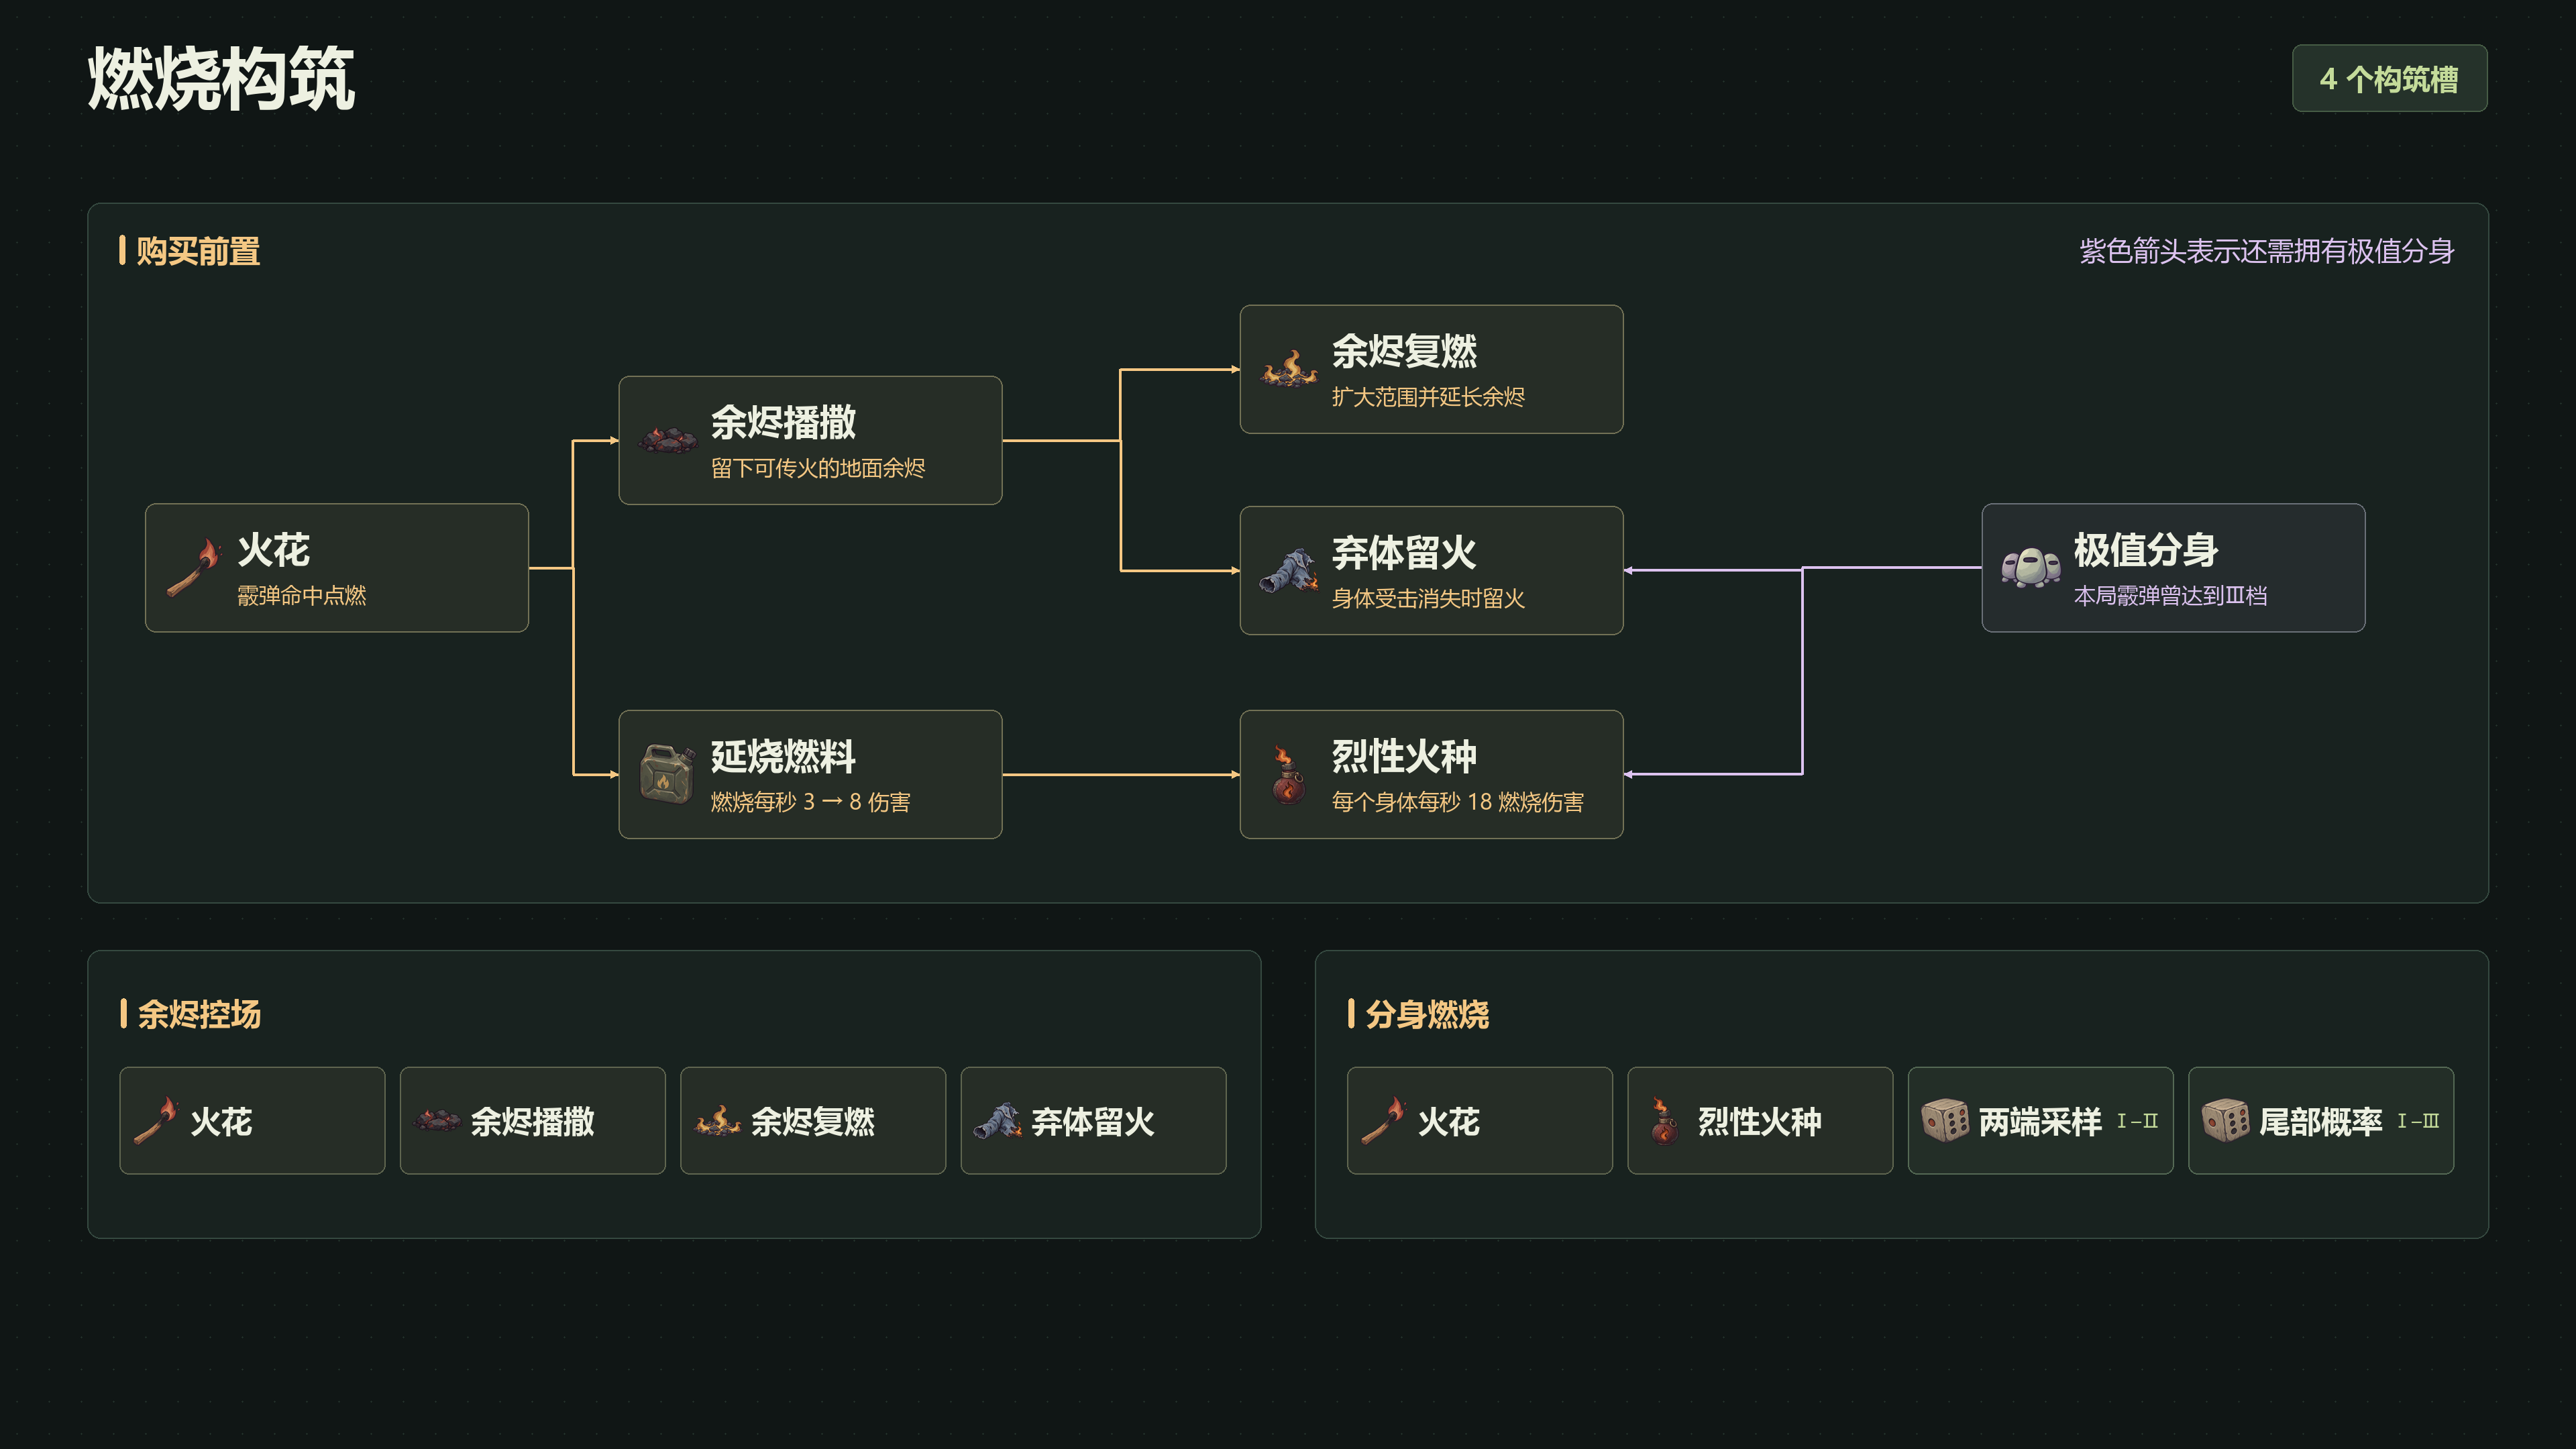 燃烧构筑
4 个构筑槽
购买前置
紫色箭头表示还需拥有极值分身
余烬复燃
扩大范围并延长余烬
余烬播撒
留下可传火的地面余烬
火花
霰弹命中点燃
弃体留火
身体受击消失时留火
极值分身
本局霰弹曾达到Ⅲ档
延烧燃料
燃烧每秒 3 → 8 伤害
烈性火种
每个身体每秒 18 燃烧伤害
余烬控场
火花
余烬播撒
余烬复燃
弃体留火
分身燃烧
火花
烈性火种
两端采样 Ⅰ–Ⅱ
尾部概率 Ⅰ–Ⅲ